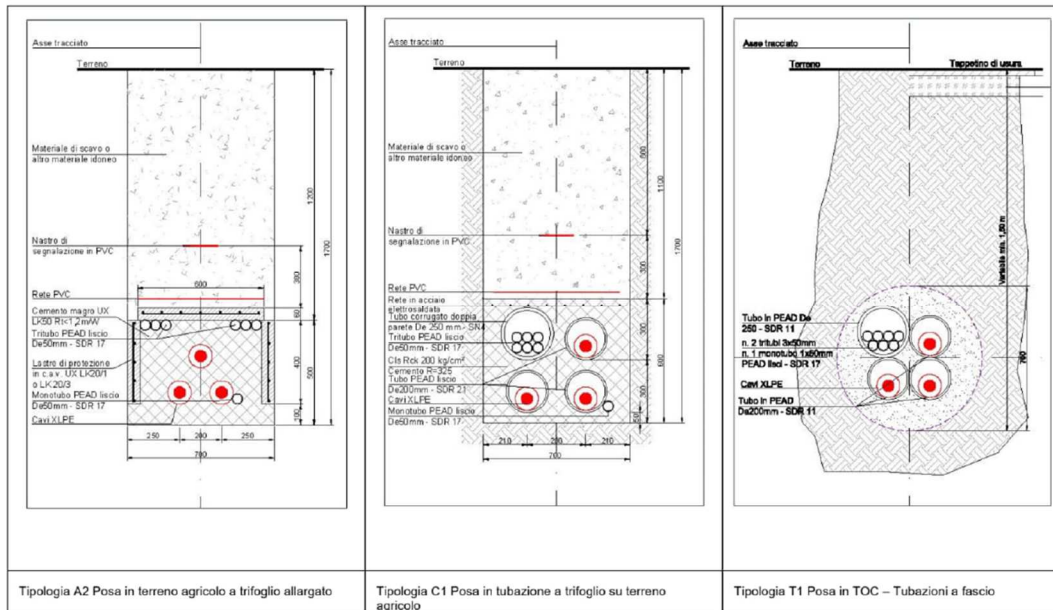 Asse tracciato
Terreno
Materiale di scavo o
altro materiale idoneo
Nastro di
segnalazione in PVC
600
Rete PVC
Cemento magro UX
LK50 Rt<1,2m/W
Tritubo PEAD liscio
De50mm - SDR 17
Lastre di protezione
in c.a.v. UX LK20/1
o LK20/3
Monotubo PEAD liscio
De50mm - SDR 17
Cavi XLPE
1200
1700
300
60
400
500
100
250
200
250
700
Asse tracciato
Terreno
Materiale di scavo o
altro materiale idoneo
Nastro di
segnalazione in PVC
Rete PVC
Rete in acciaio
elettrosaldata
Tubo corrugato doppia
parete De 250 mm - SN4
Tritubo PEAD liscio
De50mm - SDR 17
Cls Rck 200 kg/cm²
Cemento R=325
Tubo PEAD liscio
De200mm - SDR 21
Cavi XLPE
Monotubo PEAD liscio
De50mm - SDR 17
1100
1700
300
300
300
600
50
210
210
700
Asse tracciato
Terreno
Tappetino di usura
Variabile min. 1,50 m
Tubo in PEAD De
250 - SDR 11
n. 2 tritubi 3x50mm
n. 1 monotubo 1x50mm
PEAD lisci - SDR 17
Cavi XLPE
Tubo in PEAD
De200mm - SDR 11
Tipologia A2 Posa in terreno agricolo a trifoglio allargato
Tipologia C1 Posa in tubazione a trifoglio su terreno
agricolo
Tipologia T1 Posa in TOC – Tubazioni a fascio